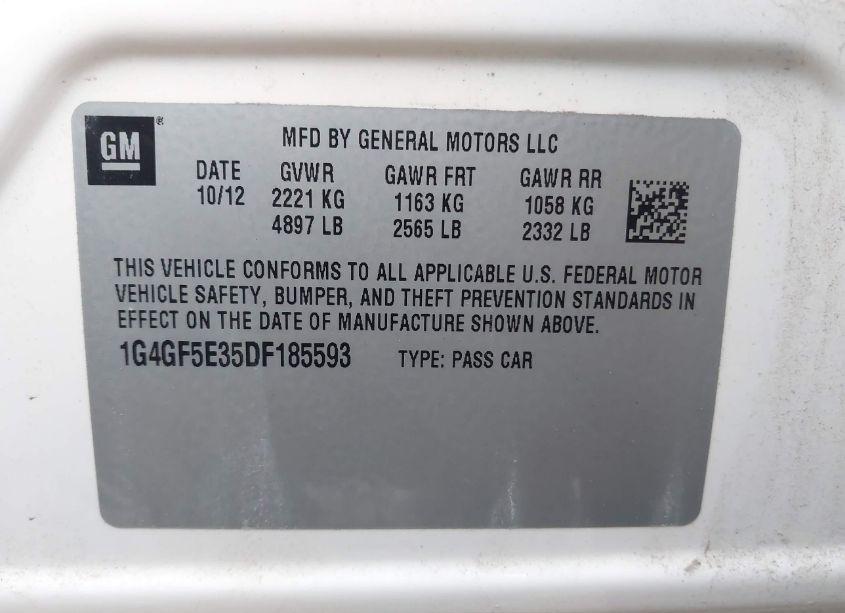 GM®
MFD BY GENERAL MOTORS LLC
DATE GVWR GAWR FRT GAWR RR
10/12 2221 KG 1163 KG 1058 KG
4897 LB 2565 LB 2332 LB
THIS VEHICLE CONFORMS TO ALL APPLICABLE U.S. FEDERAL MOTOR
VEHICLE SAFETY, BUMPER, AND THEFT PREVENTION STANDARDS IN
EFFECT ON THE DATE OF MANUFACTURE SHOWN ABOVE.
1G4GF5E35DF185593 TYPE: PASS CAR